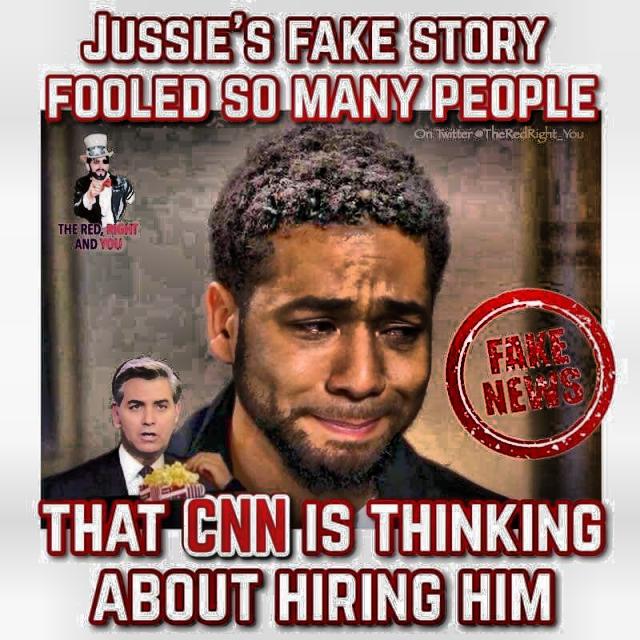 JUSSIE'S FAKE STORY
FOOLED SO MANY PEOPLE
On Twitter @TheRedRight_You
THE RED, RIGHT
AND YOU
FAKE
NEWS
THAT CNN IS THINKING
ABOUT HIRING HIM